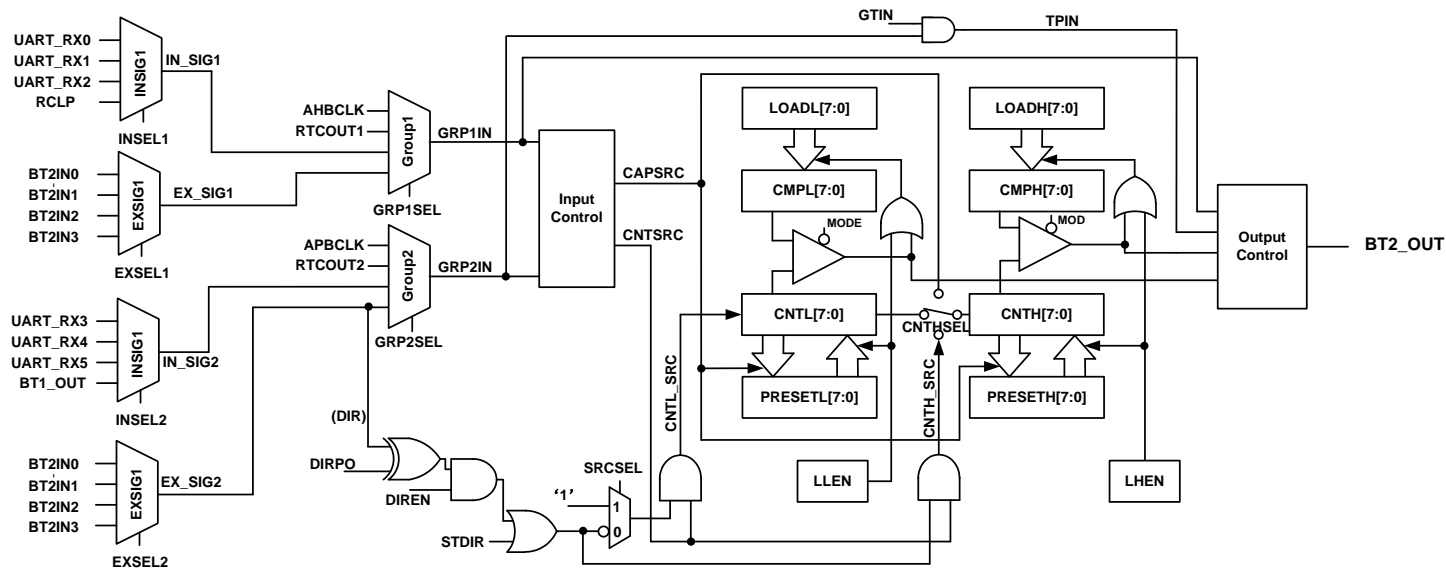 GTIN
TPIN
UART_RX0
UART_RX1
UART_RX2
RCLP
INSIG1
IN_SIG1
INSEL1
AHBCLK
RTCOUT1
Group1
GRP1IN
GRP1SEL
BT2IN0
BT2IN1
BT2IN2
BT2IN3
EXSIG1
EX_SIG1
EXSEL1
APBCLK
RTCOUT2
Group2
GRP2IN
GRP2SEL
Input
Control
CAPSRC
CNTSRC
LOADL[7:0]
LOADH[7:0]
CMPL[7:0]
CMPH[7:0]
MODE
MOD
Output
Control
BT2_OUT
CNTL[7:0]
CNTHSEL
CNTH[7:0]
PRESETL[7:0]
PRESETH[7:0]
CNTL_SRC
CNTH_SRC
UART_RX3
UART_RX4
UART_RX5
BT1_OUT
INSIG1
IN_SIG2
INSEL2
(DIR)
DIRPO
DIREN
STDIR
SRCSEL
‘1’
1
0
LLEN
LHEN
BT2IN0
BT2IN1
BT2IN2
BT2IN3
EXSIG1
EX_SIG2
EXSEL2